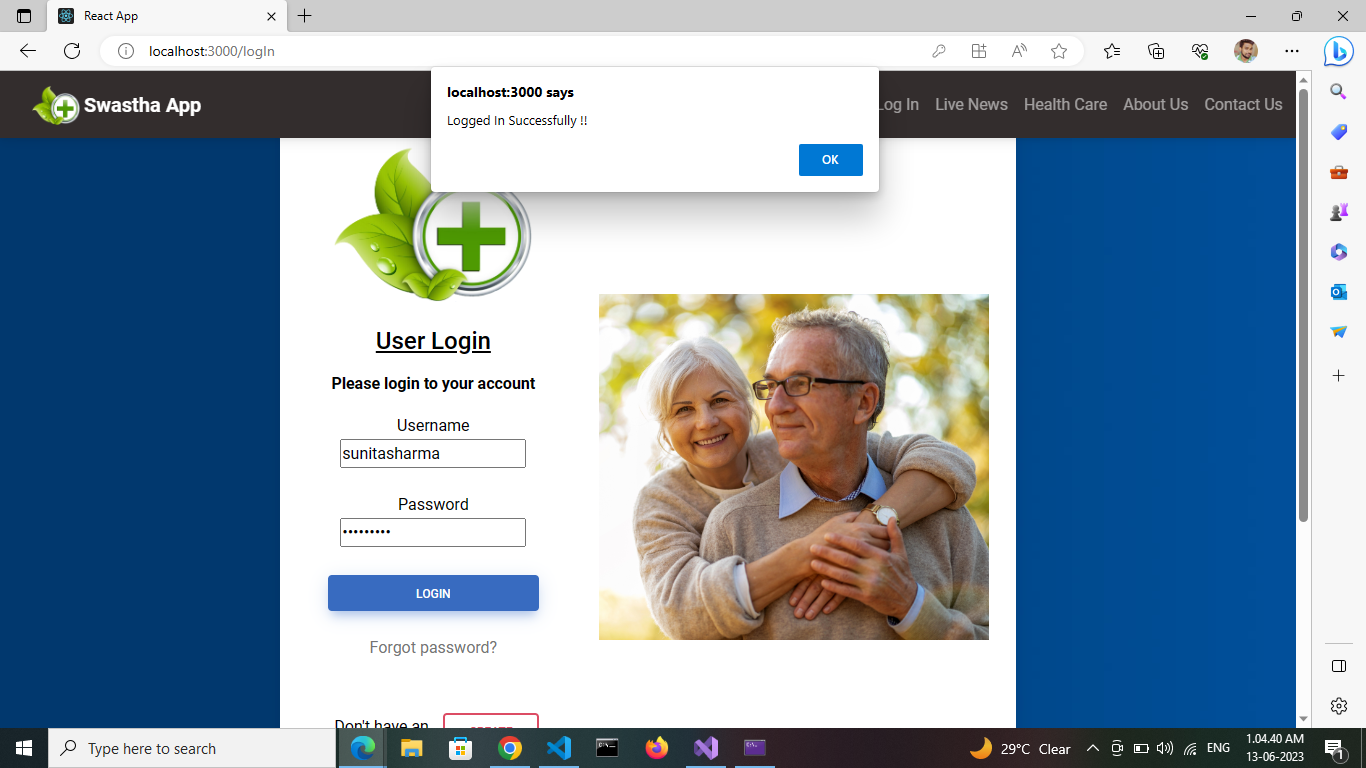 React App
localhost:3000/logIn
Swastha App
Log In Live News Health Care About Us Contact Us
localhost:3000 says
Logged In Successfully !!
OK
User Login
Please login to your account
Username
sunitasharma
Password
•••••••••
LOGIN
Forgot password?
Don't have an
Type here to search
29°C Clear
ENG
1.04.40 AM
13-06-2023
1